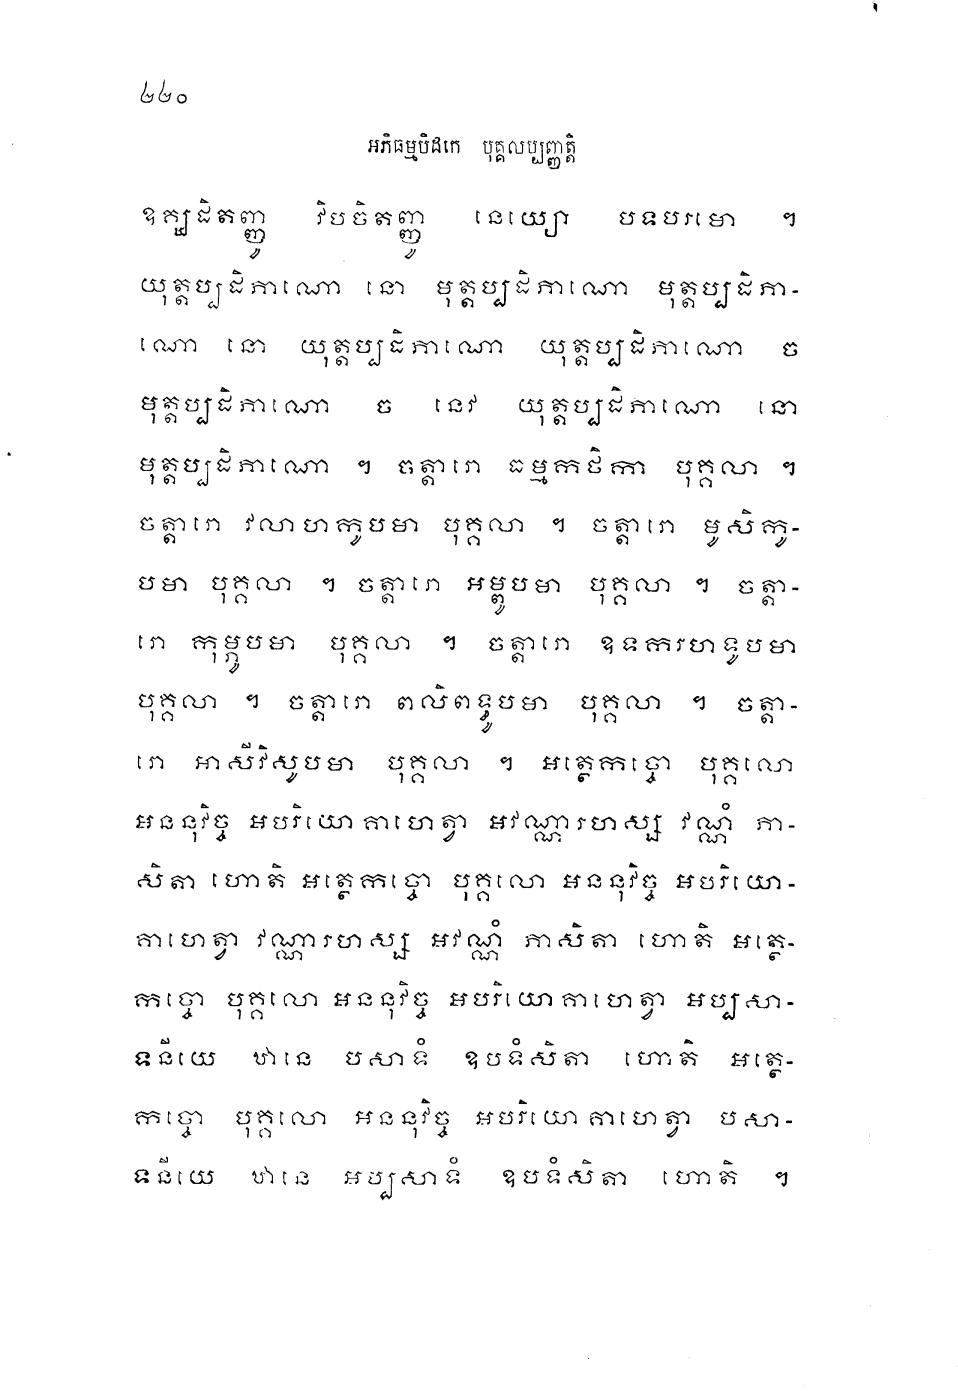 ២២០
អភិធម្មបិដកេ បុគ្គលប្បញ្ញត្តិ
ឧក្ឃដិតញ្ញូ វិបចិតញ្ញូ នេយ្យោ បទបរមោ ។
យុត្តប្បដិភាណោ នោ មុត្តប្បដិភាណោ មុត្តប្បដិភា-
ណោ នោ យុត្តប្បដិភាណោ យុត្តប្បដិភាណោ ច
មុត្តប្បដិភាណោ ច នេវ យុត្តប្បដិភាណោ នោ
មុត្តប្បដិភាណោ ។ ចត្តារោ ធម្មកថិកា បុគ្គលា ។
ចត្តារោ វលាហកូបមា បុគ្គលា ។ ចត្តារោ មូសិកូ-
បមា បុគ្គលា ។ ចត្តារោ អម្ពូបមា បុគ្គលា ។ ចត្តា-
រោ កុម្ភូបមា បុគ្គលា ។ ចត្តារោ ឧទករហទូបមា
បុគ្គលា ។ ចត្តារោ ពលិពទ្ទូបមា បុគ្គលា ។ ចត្តា-
រោ អាសីវិសូបមា បុគ្គលា ។ អត្ថេកច្ចោ បុគ្គលោ
អននុវិច្ច អបរិយោគាហេត្វា អវណ្ណារហស្ស វណ្ណំ ភា-
សិតា ហោតិ អត្ថេកច្ចោ បុគ្គលោ អននុវិច្ច អបរិយោ-
គាហេត្វា វណ្ណារហស្ស អវណ្ណំ ភាសិតា ហោតិ អត្ថេ-
កច្ចោ បុគ្គលោ អននុវិច្ច អបរិយោគាហេត្វា អប្បសា-
ទនីយេ ឋានេ បសាទំ ឧបទំសិតា ហោតិ អត្ថេ-
កច្ចោ បុគ្គលោ អននុវិច្ច អបរិយោគាហេត្វា បសា-
ទនីយេ ឋានេ អប្បសាទំ ឧបទំសិតា ហោតិ ។